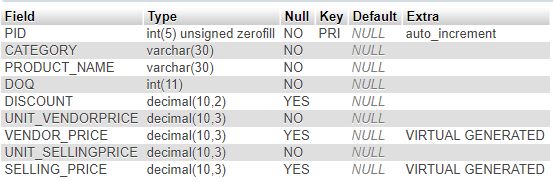 Field Type Null Key Default Extra
PID int(5) unsigned zerofill NO PRI NULL auto_increment
CATEGORY varchar(30) NO NULL
PRODUCT_NAME varchar(30) NO NULL
DOQ int(11) NO NULL
DISCOUNT decimal(10,2) YES NULL
UNIT_VENDORPRICE decimal(10,3) NO NULL
VENDOR_PRICE decimal(10,3) YES NULL VIRTUAL GENERATED
UNIT_SELLINGPRICE decimal(10,3) NO NULL
SELLING_PRICE decimal(10,3) YES NULL VIRTUAL GENERATED